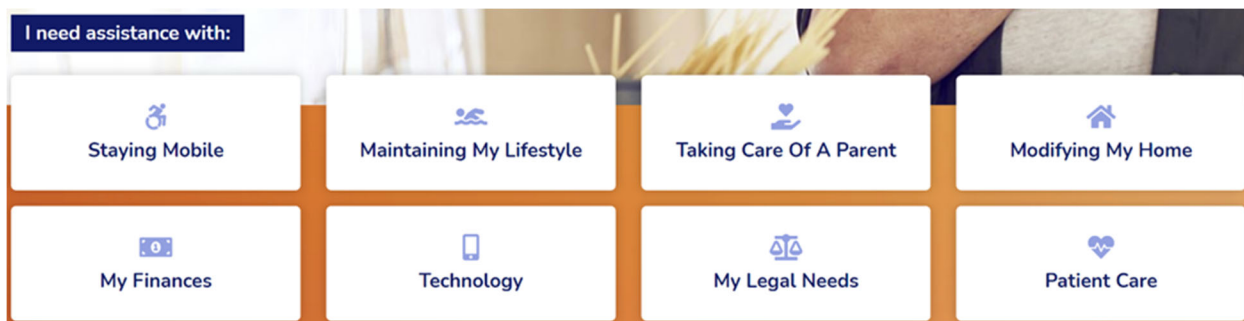 I need assistance with:
Staying Mobile
Maintaining My Lifestyle
Taking Care Of A Parent
Modifying My Home
My Finances
Technology
My Legal Needs
Patient Care